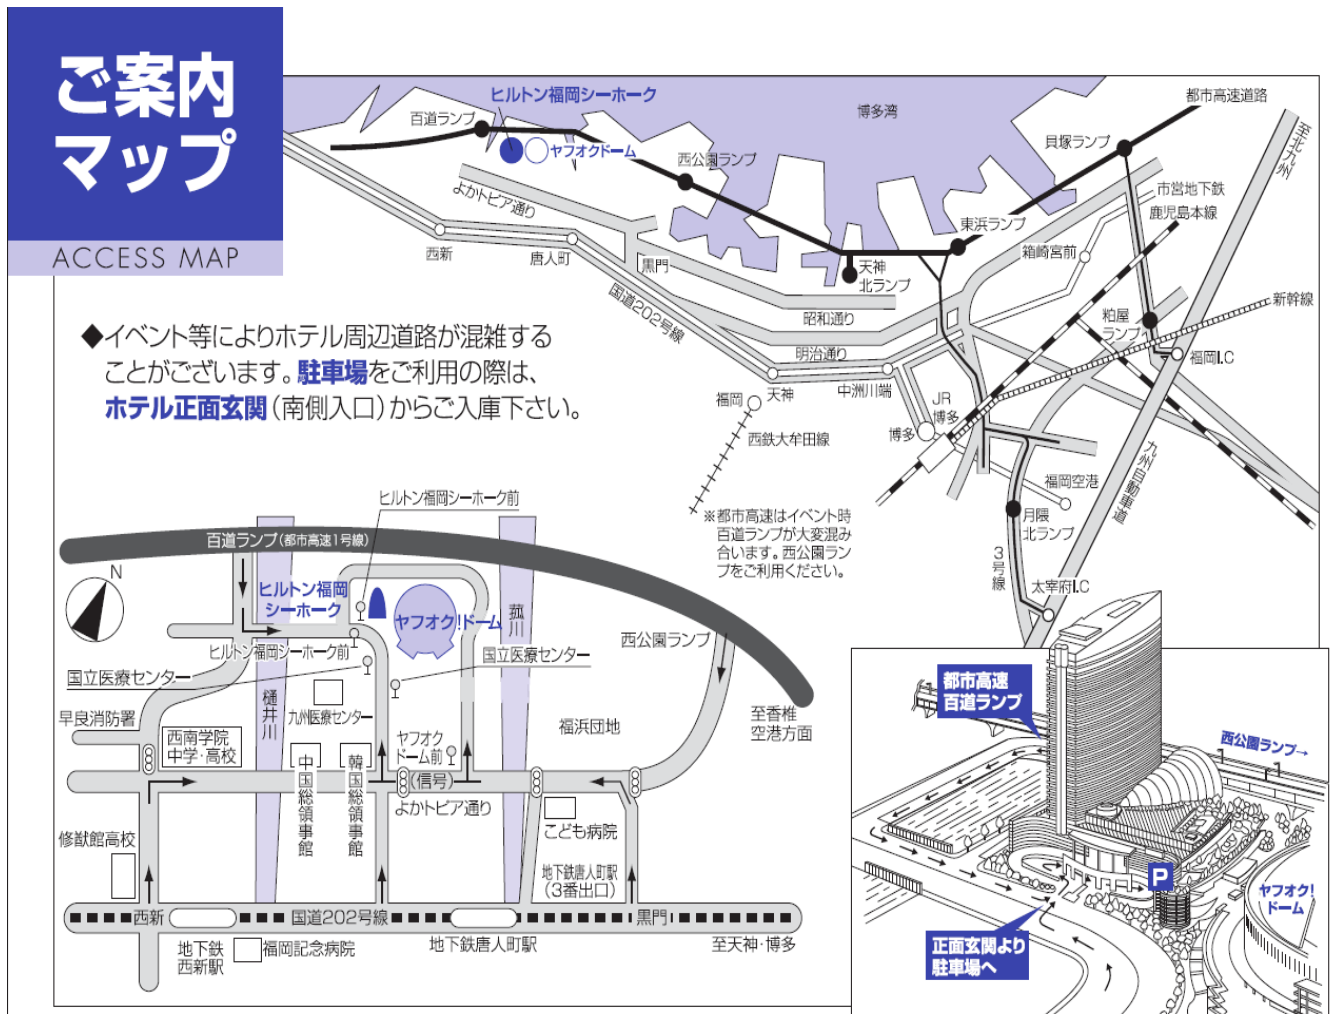 ご案内
マップ
ACCESS MAP
◆イベント等によりホテル周辺道路が混雑する
ことがございます。駐車場をご利用の際は、
ホテル正面玄関（南側入口）からご入庫下さい。
ヒルトン福岡シーホーク
百道ランプ
ヤフオクドーム
西公園ランプ
博多湾
都市高速道路
貝塚ランプ
至北九州
よかトピア通り
市営地下鉄
鹿児島本線
東浜ランプ
西新
唐人町
黒門
箱崎宮前
天神
北ランプ
国道202号線
昭和通り
粕屋
ランプ
新幹線
明治通り
福岡I.C
天神
中洲川端
福岡
JR
博多
博多
西鉄大牟田線
九州自動車道
福岡空港
月隈
北ランプ
3号線
太宰府I.C
※都市高速はイベント時
百道ランプが大変混み
合います。西公園ラン
プをご利用ください。
ヒルトン福岡シーホーク前
百道ランプ(都市高速1号線)
N
ヒルトン福岡
シーホーク
ヤフオク!ドーム
菰川
西公園ランプ
ヒルトン福岡シーホーク前
国立医療センター
国立医療センター
樋井川
九州医療センター
早良消防署
西南学院
中学・高校
ヤフオク
ドーム前
福浜団地
至香椎
空港方面
中国総領事館
韓国総領事館
(信号)
よかトピア通り
こども病院
修猷館高校
地下鉄唐人町駅
(3番出口)
西新
国道202号線
黒門
地下鉄
西新駅
福岡記念病院
地下鉄唐人町駅
至天神・博多
都市高速
百道ランプ
西公園ランプ→
P
ヤフオク!
ドーム
正面玄関より
駐車場へ